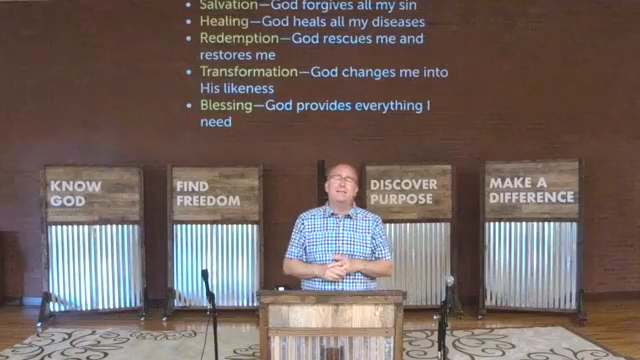 • Salvation—God forgives all my sin
• Healing—God heals all my diseases
• Redemption—God rescues me and
restores me
• Transformation—God changes me into
His likeness
• Blessing—God provides everything I
need
KNOW
GOD
FIND
FREEDOM
DISCOVER
PURPOSE
MAKE A
DIFFERENCE